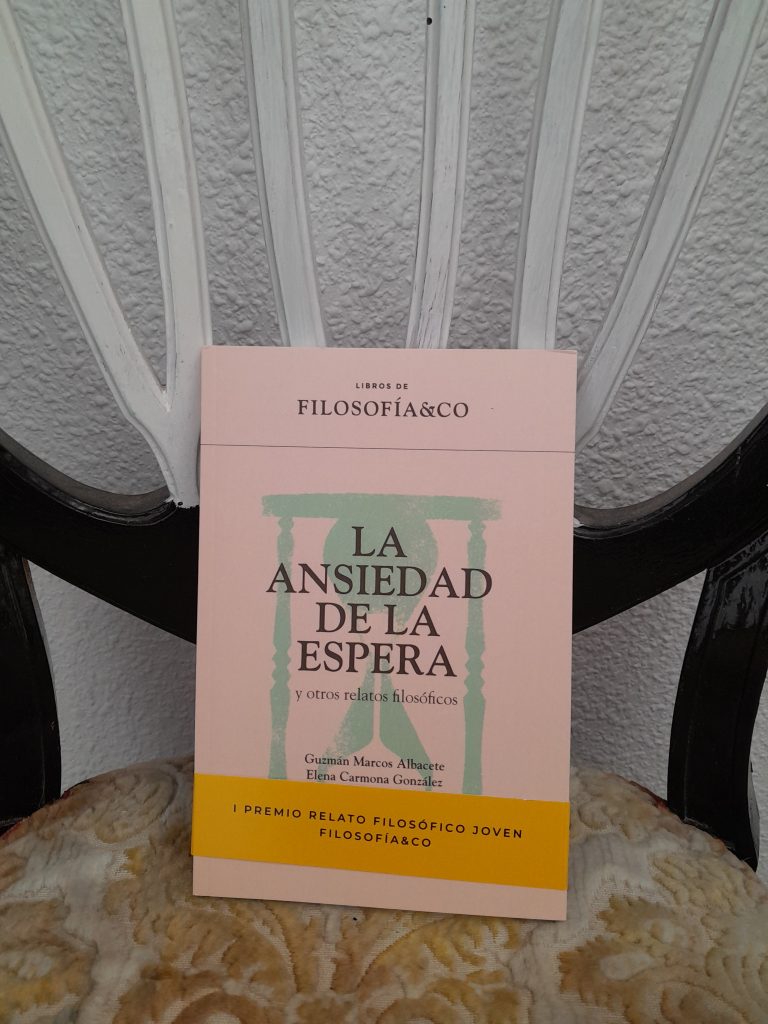 LIBROS DE
FILOSOFÍA&CO
LA
ANSIEDAD
DE LA
ESPERA
y otros relatos filosóficos
Guzmán Marcos Albacete
Elena Carmona González
I PREMIO RELATO FILOSÓFICO JOVEN
FILOSOFÍA&CO